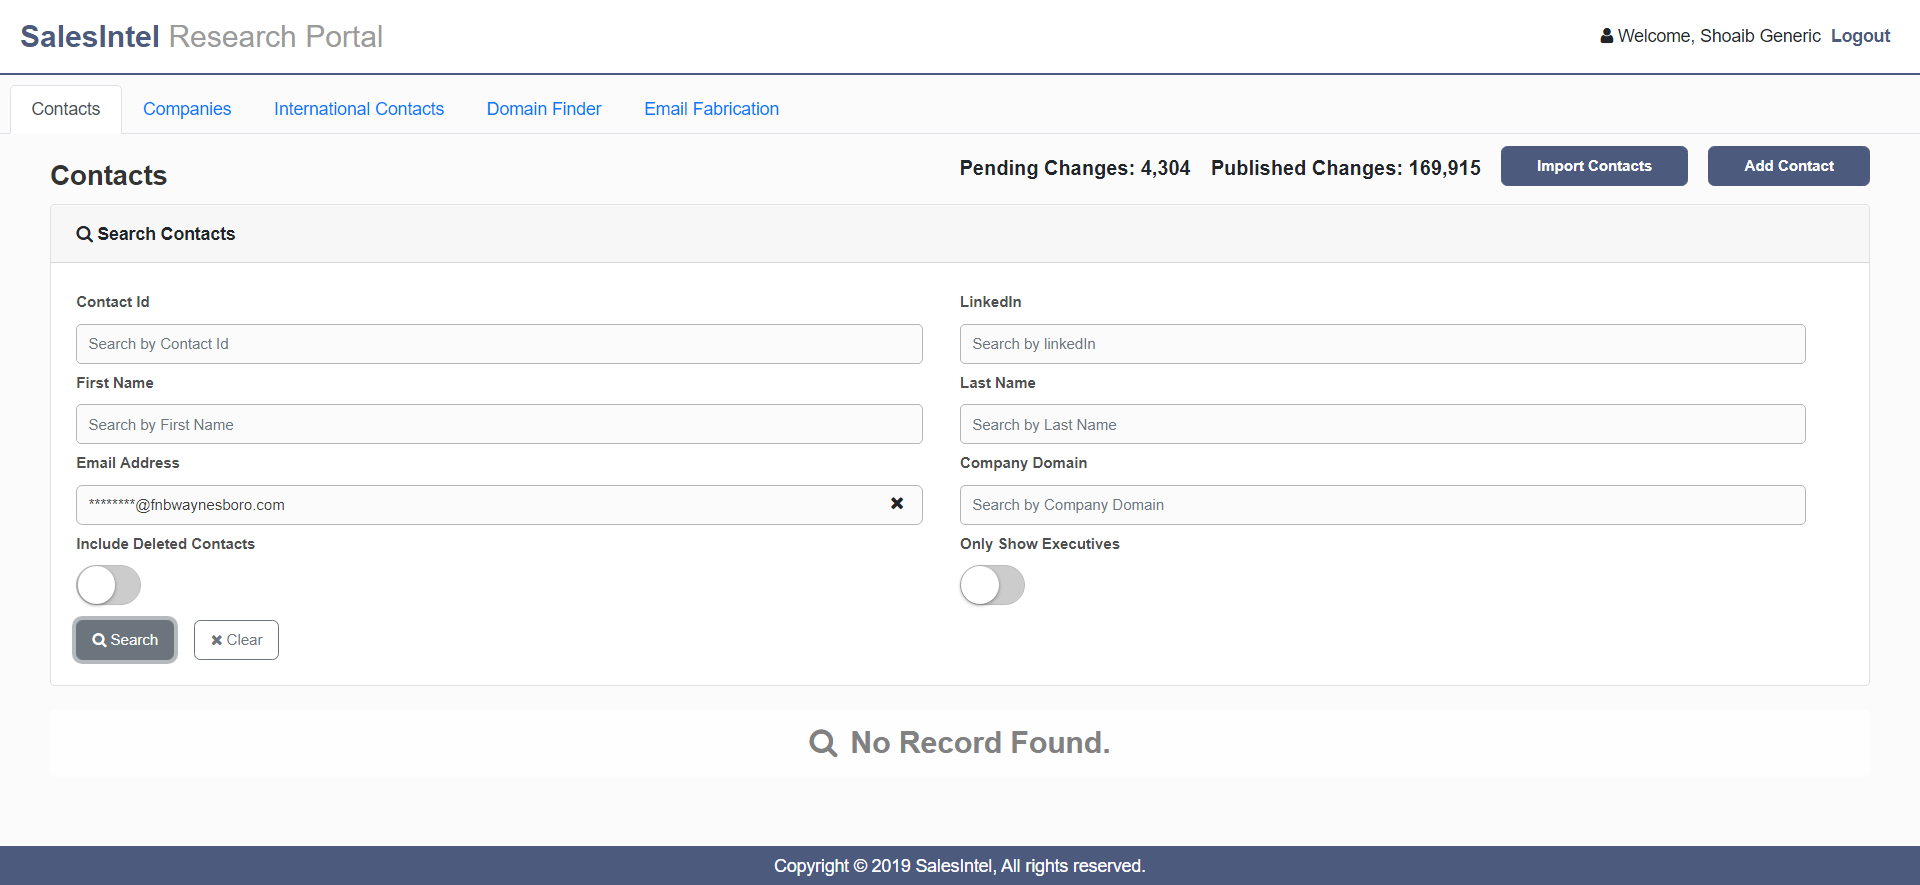 SalesIntel Research Portal
Welcome, Shoaib Generic Logout
Contacts Companies International Contacts Domain Finder Email Fabrication
Contacts
Pending Changes: 4,304 Published Changes: 169,915 Import Contacts Add Contact
Search Contacts
Contact Id LinkedIn
Search by Contact Id Search by linkedIn
First Name Last Name
Search by First Name Search by Last Name
Email Address Company Domain
********@fnbwaynesboro.com Search by Company Domain
Include Deleted Contacts Only Show Executives
Search Clear
No Record Found.
Copyright © 2019 SalesIntel, All rights reserved.